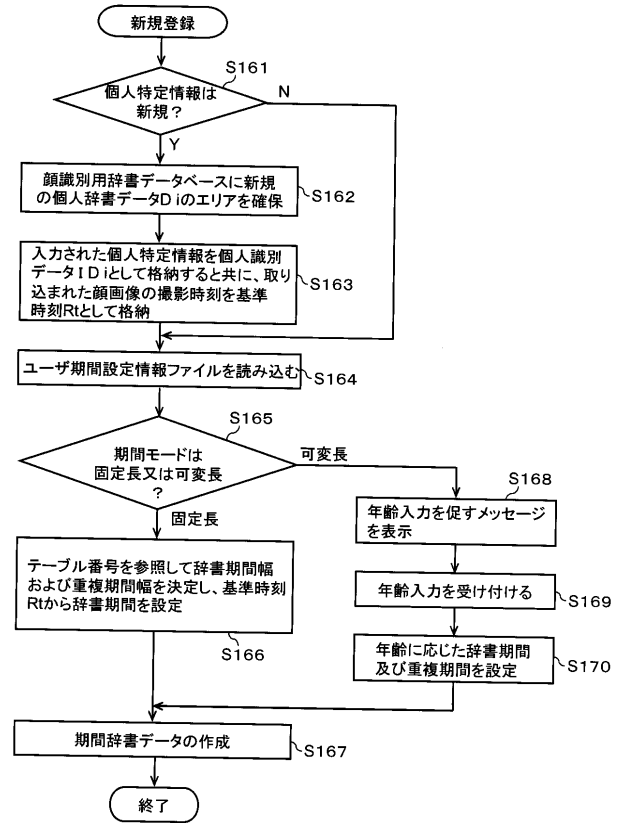 新規登録
S161
個人特定情報は
新規？
N
Y
顔識別用辞書データベースに新規
の個人辞書データＤｉのエリアを確保
S162
入力された個人特定情報を個人識別
データＩＤｉとして格納すると共に、取り
込まれた顔画像の撮影時刻を基準
時刻Rtとして格納
S163
ユーザ期間設定情報ファイルを読み込む
S164
S165
期間モードは
固定長又は可変長
？
可変長
固定長
S168
年齢入力を促すメッセージ
を表示
テーブル番号を参照して辞書期間幅
および重複期間幅を決定し、基準時刻
Rtから辞書期間を設定
S166
年齢入力を受け付ける
S169
年齢に応じた辞書期間
及び重複期間を設定
S170
期間辞書データの作成
S167
終了